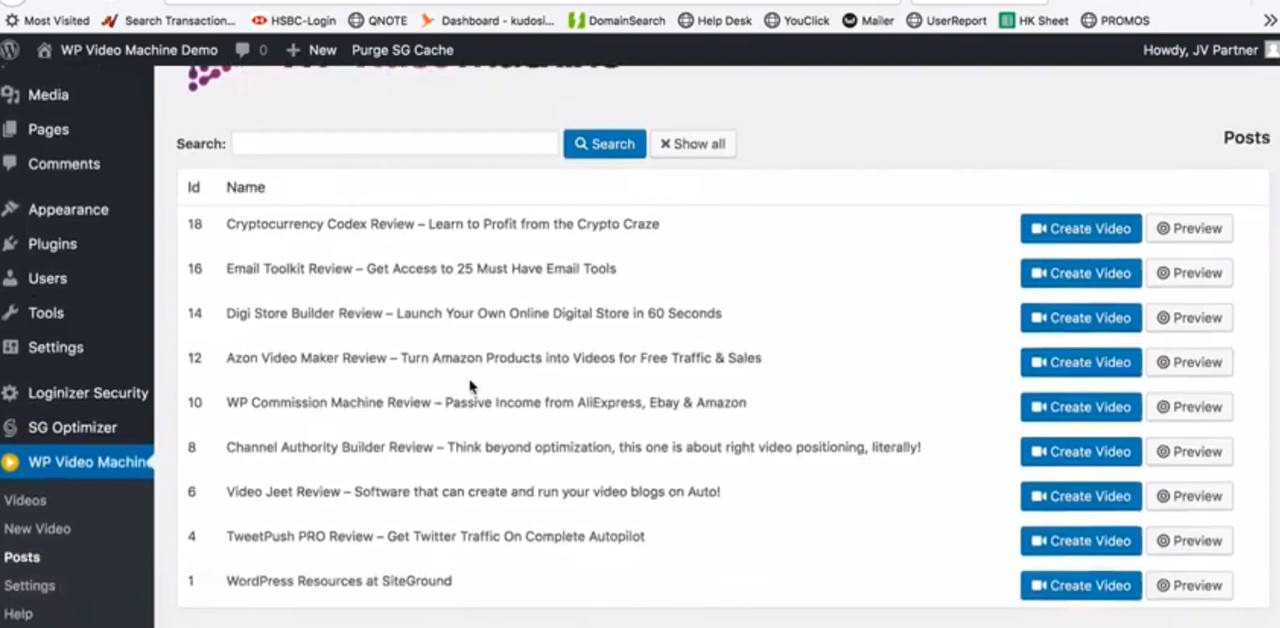 Most Visited Search Transaction... HSBC-Login QNOTE Dashboard - kudosi... DomainSearch Help Desk YouClick Mailer UserReport HK Sheet PROMOS
WP Video Machine Demo 0 New Purge SG Cache Howdy, JV Partner
Media
Pages
Comments
Appearance
Plugins
Users
Tools
Settings
Loginizer Security
SG Optimizer
WP Video Machin
Videos
New Video
Posts
Settings
Help
Search: Search Show all
Posts
Id Name
18 Cryptocurrency Codex Review – Learn to Profit from the Crypto Craze Create Video Preview
16 Email Toolkit Review – Get Access to 25 Must Have Email Tools Create Video Preview
14 Digi Store Builder Review – Launch Your Own Online Digital Store in 60 Seconds Create Video Preview
12 Azon Video Maker Review – Turn Amazon Products into Videos for Free Traffic & Sales Create Video Preview
10 WP Commission Machine Review – Passive Income from AliExpress, Ebay & Amazon Create Video Preview
8 Channel Authority Builder Review – Think beyond optimization, this one is about right video positioning, literally! Create Video Preview
6 Video Jeet Review – Software that can create and run your video blogs on Auto! Create Video Preview
4 TweetPush PRO Review – Get Twitter Traffic On Complete Autopilot Create Video Preview
1 WordPress Resources at SiteGround Create Video Preview